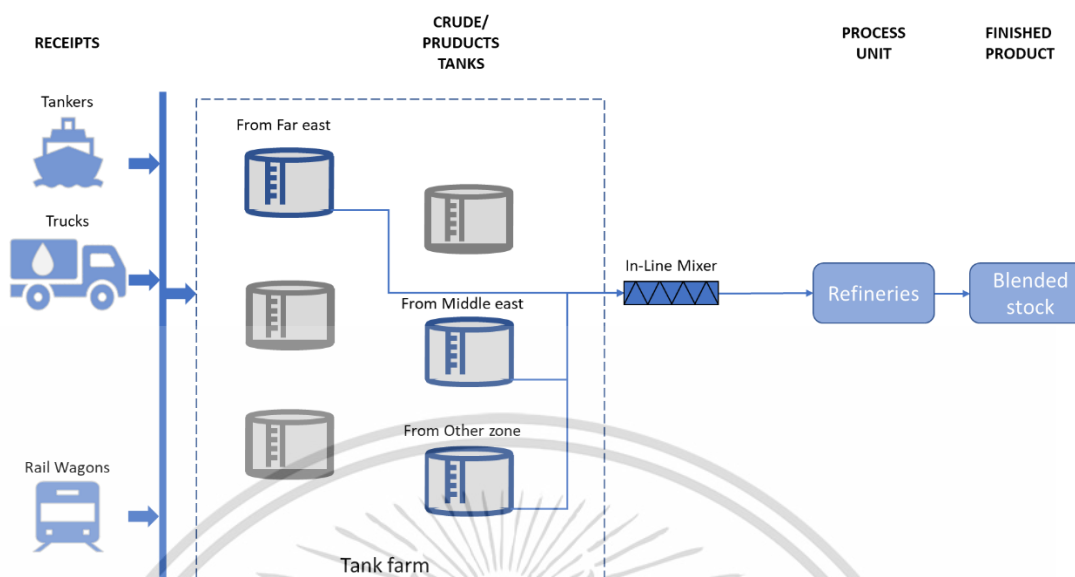 RECEIPTS
CRUDE/
PRUDUCTS
TANKS
PROCESS
UNIT
FINISHED
PRODUCT
Tankers
From Far east
Trucks
In-Line Mixer
Refineries
Blended
stock
From Middle east
From Other zone
Rail Wagons
Tank farm